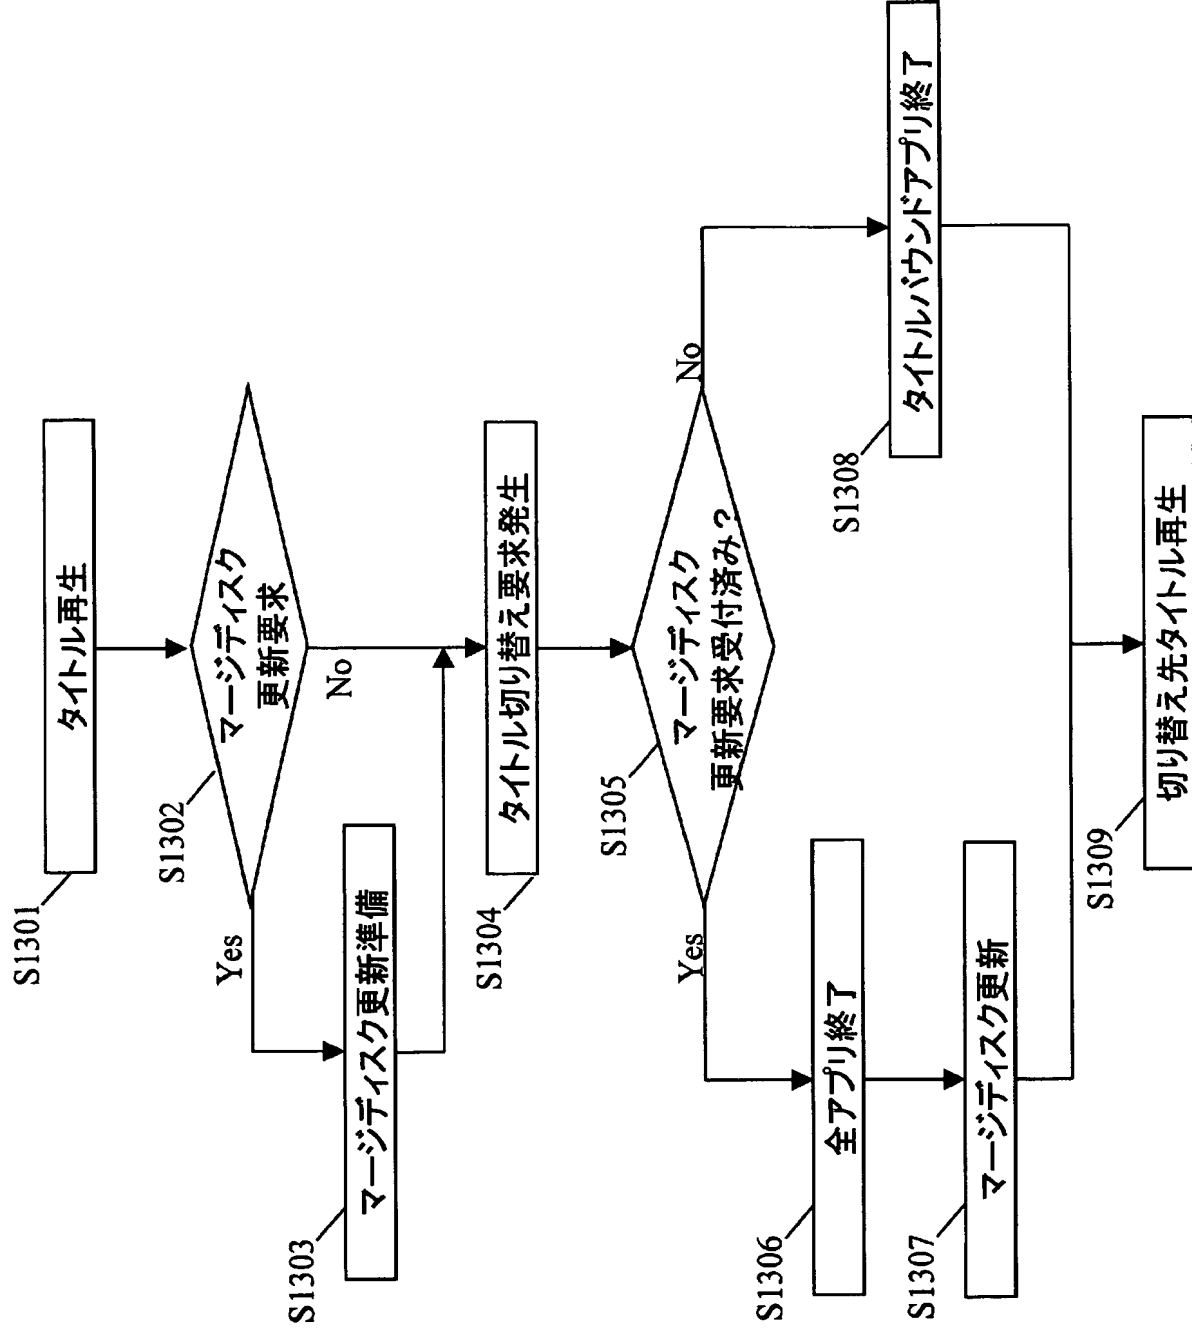 S1301
タイトル再生
S1302
マージディスク
更新要求
Yes
No
S1303
マージディスク更新準備
S1304
タイトル切り替え要求発生
S1305
マージディスク
更新要求受付済み?
Yes
No
S1306
全アプリ終了
S1307
マージディスク更新
S1308
タイトルバウンドアプリ終了
S1309
切り替え先タイトル再生